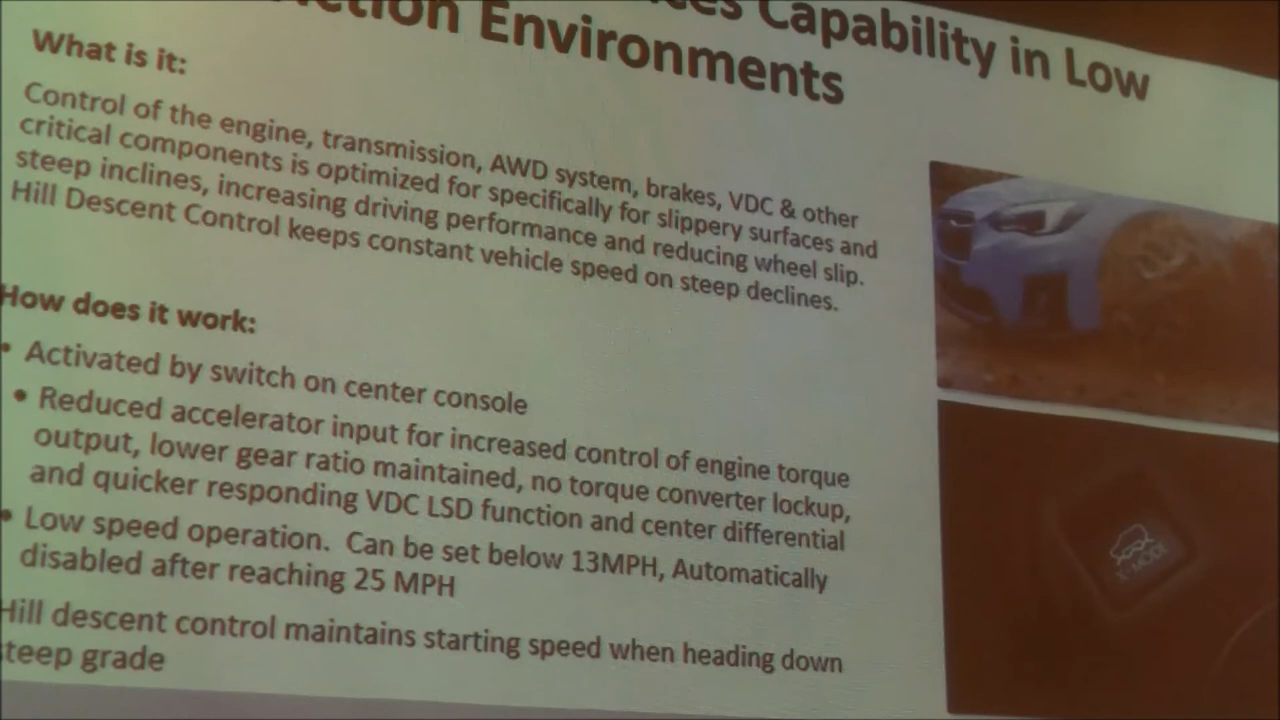 Capability in Low
Environments
What is it:
Control of the engine, transmission, AWD system, brakes, VDC & other
critical components is optimized for specifically for slippery surfaces and
steep inclines, increasing driving performance and reducing wheel slip.
Hill Descent Control keeps constant vehicle speed on steep declines.
How does it work:
• Activated by switch on center console
• Reduced accelerator input for increased control of engine torque
output, lower gear ratio maintained, no torque converter lockup,
and quicker responding VDC LSD function and center differential
• Low speed operation. Can be set below 13MPH, Automatically
disabled after reaching 25 MPH
Hill descent control maintains starting speed when heading down
steep grade
X-MODE